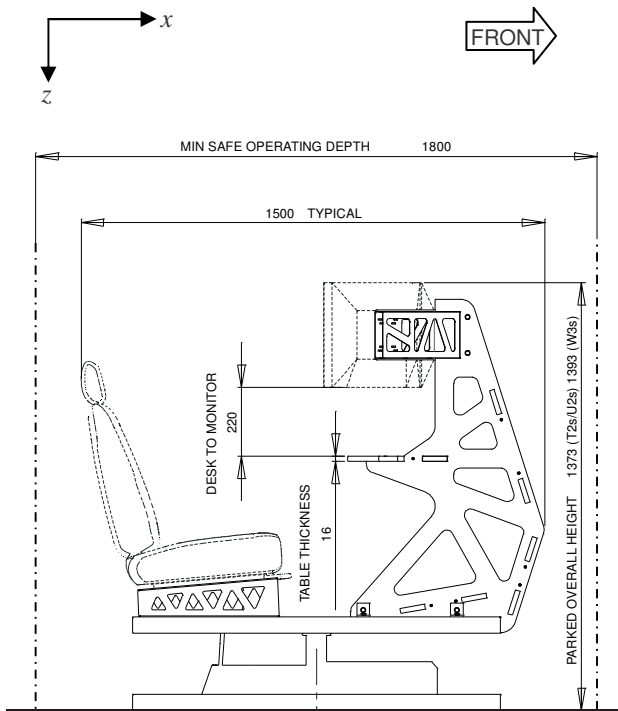 x
FRONT
z
MIN SAFE OPERATING DEPTH 1800
1500 TYPICAL
DESK TO MONITOR
220
TABLE THICKNESS
16
PARKED OVERALL HEIGHT 1373 (T2s/U2s) 1393 (W3s)